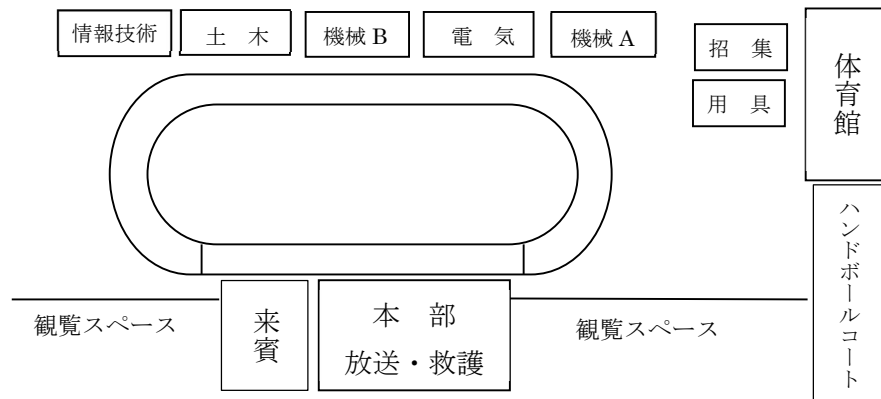 情報技術
土　木
機械 B
電　気
機械 A
招　集
用　具
体育館
ハンドボールコート
観覧スペース
来賓
本　部
放送・救護
観覧スペース